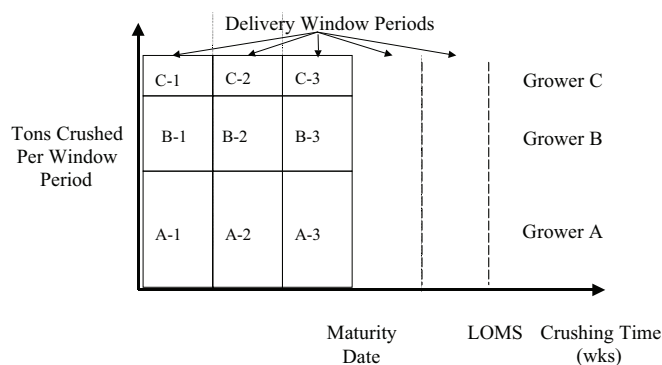 Delivery Window Periods
C-1 C-2 C-3 Grower C
Tons Crushed
Per Window
Period
B-1 B-2 B-3 Grower B
A-1 A-2 A-3 Grower A
Maturity
Date
LOMS
Crushing Time
(wks)